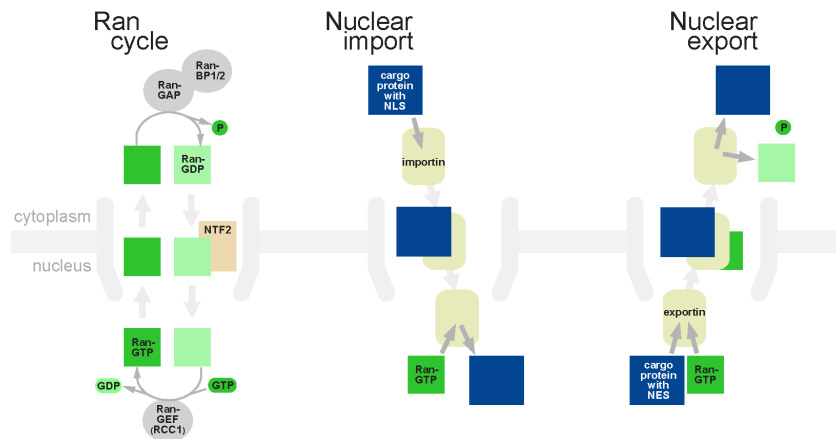 Ran
cycle
Ran-
BP1/2
Ran-
GAP
P
Ran-
GDP
cytoplasm
NTF2
nucleus
Ran-
GTP
GDP
GTP
Ran-
GEF
(RCC1)
Nuclear
import
cargo
protein
with
NLS
importin
Ran-
GTP
Nuclear
export
P
exportin
cargo
protein
with
NES
Ran-
GTP